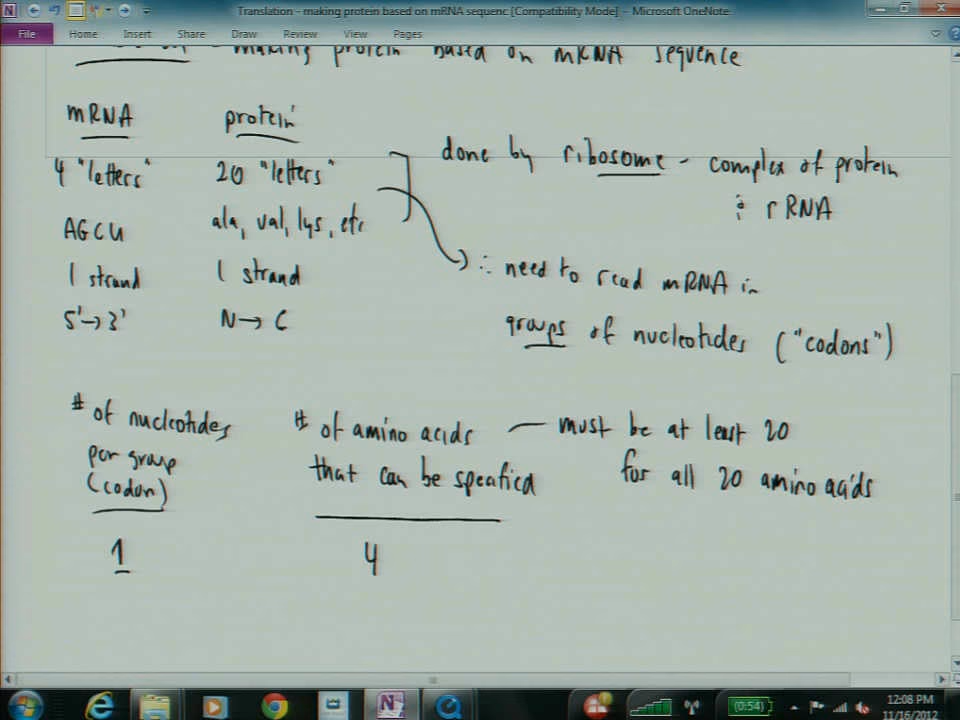 Translation - making protein based on mRNA sequenc [Compatibility Mode] - Microsoft OneNote
File Home Insert Share Draw Review View Pages
making protein based on mRNA sequence
mRNA protein
4 "letters" 20 "letters"
AGCU ala, val, lys, etc
1 strand 1 strand
5'→3' N→C
done by ribosome - complex of protein
& rRNA
∴ need to read mRNA in
groups of nucleotides ("codons")
# of nucleotides
per group
(codon)
1
# of amino acids
that can be specified
4
— must be at least 20
for all 20 amino acids
(0:54)
12:08 PM
11/16/2012